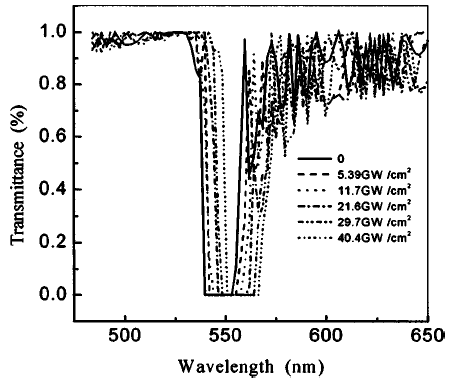 Transmittance (%)
1.0
0.8
0.6
0.4
0.2
0.0
0
5.39GW /cm²
11.7GW /cm²
21.6GW /cm²
29.7GW /cm²
40.4GW /cm²
500 550 600 650
Wavelength (nm)